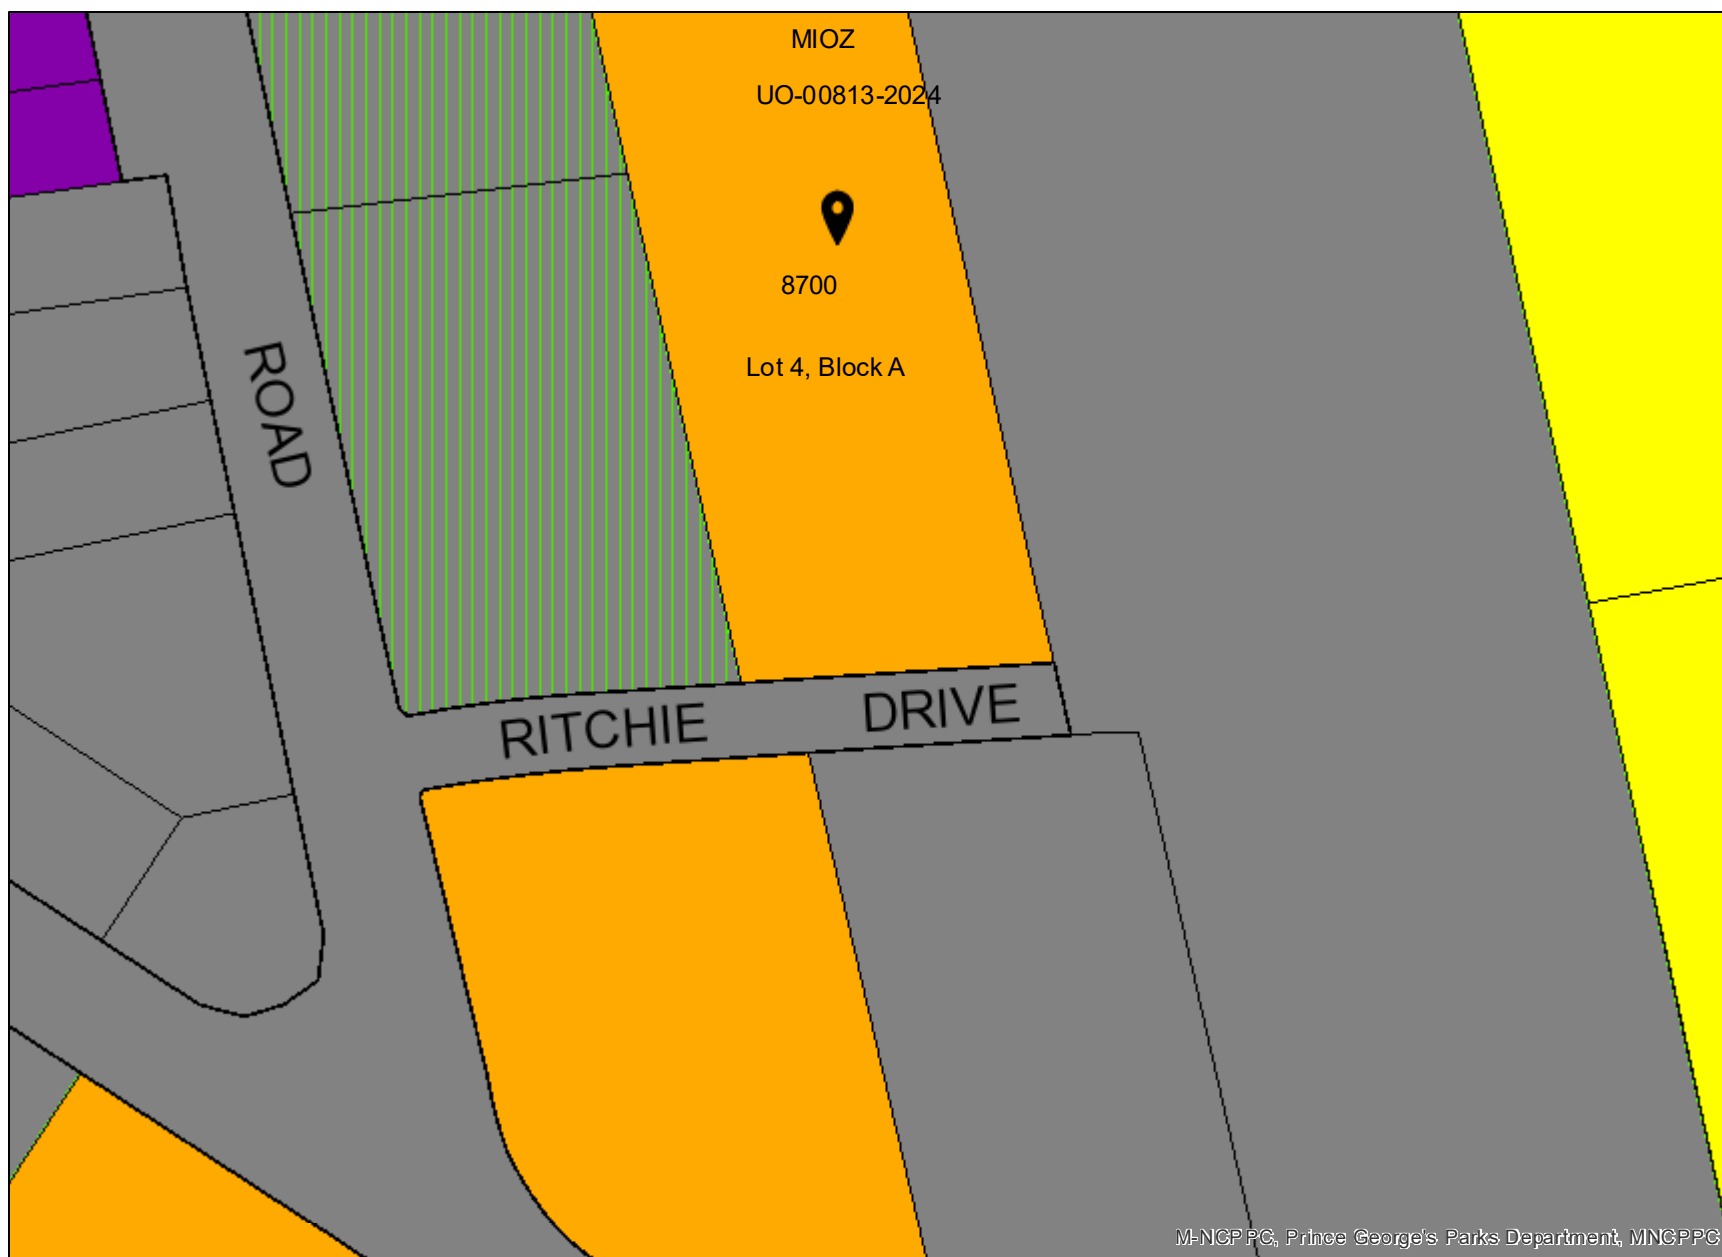 MIOZ
UO-00813-2024
8700
Lot 4, Block A
ROAD
RITCHIE DRIVE
M-NCPPC, Prince George's Parks Department, MNCPPC